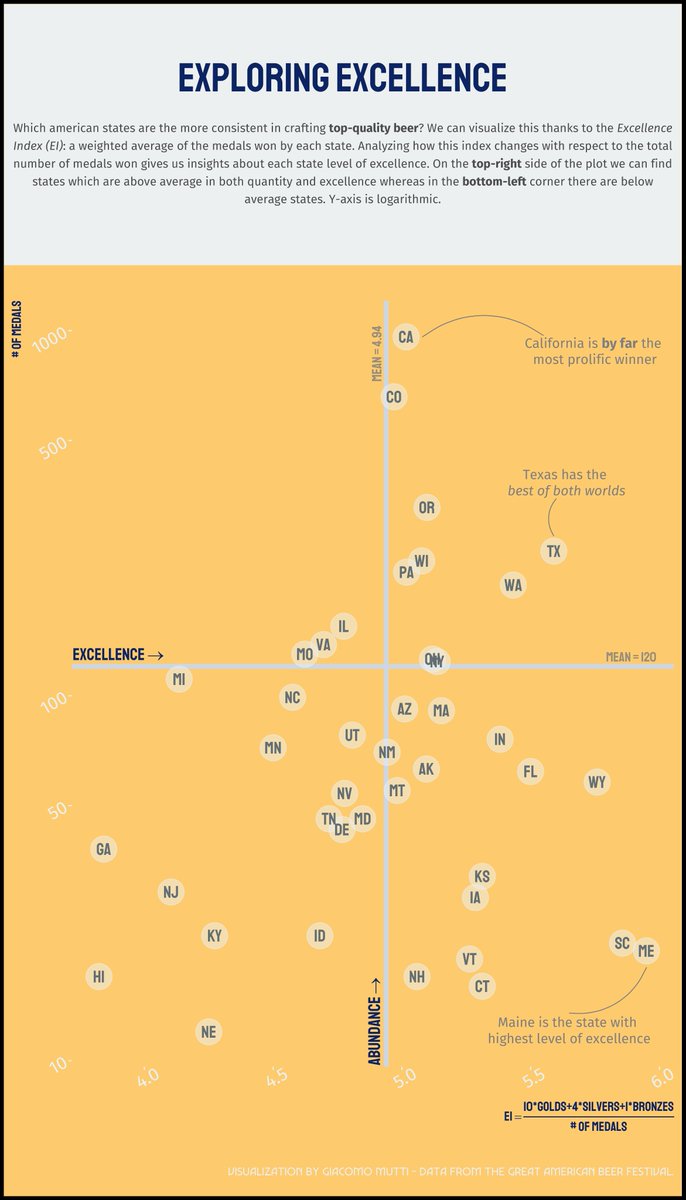 EXPLORING EXCELLENCE
Which american states are the more consistent in crafting top-quality beer? We can visualize this thanks to the Excellence
Index (EI): a weighted average of the medals won by each state. Analyzing how this index changes with respect to the total
number of medals won gives us insights about each state level of excellence. On the top-right side of the plot we can find
states which are above average in both quantity and excellence whereas in the bottom-left corner there are below
average states. Y-axis is logarithmic.
# OF MEDALS
1000
MEAN = 4.94
CA
California is by far the
most prolific winner
CO
500
Texas has the
best of both worlds
OR
TX
WI
PA
WA
IL
VA
MO
EXCELLENCE →
MEAN = 120
NY
MI
NC
100
AZ
MA
UT
IN
MN
NM
AK
FL
WY
MT
NV
50
TN
MD
DE
GA
KS
NJ
IA
KY
ID
SC
ME
VT
HI
NH
CT
ABUNDANCE →
Maine is the state with
highest level of excellence
NE
10
4.0
4.5
5.0
5.5
6.0
EI = 10*GOLDS+4*SILVERS+1*BRONZES
# OF MEDALS
VISUALIZATION BY GIACOMO MUTTI - DATA FROM THE GREAT AMERICAN BEER FESTIVAL